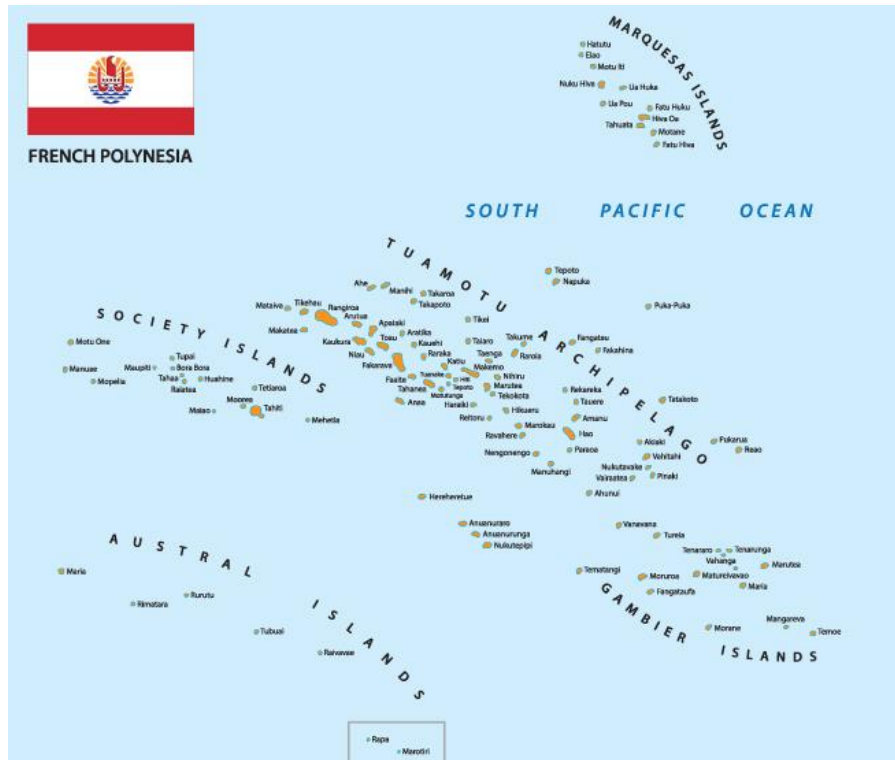 FRENCH POLYNESIA
MARQUESAS ISLANDS
Hatutu
Eiao
Motu Iti
Nuku Hiva
Ua Huka
Ua Pou
Fatu Huku
Hiva Oa
Tahuata
Motane
Fatu Hiva
SOUTH PACIFIC OCEAN
TUAMOTU ARCHIPELAGO
Tepoto
Napuka
Ahe
Manihi
Takaroa
Takapoto
Puka-Puka
Mataiva
Tikehau
Rangiroa
Arutua
Apataki
Makatea
Kaukura
Toau
Aratika
Kauehi
Niau
Raraka
Fakarava
Tikei
Taiaro
Takume
Raroia
Fangatau
Fakahina
Taenga
Katiu
Makemo
Tuanake
Hiti
Tepoto
Nihiru
Faaite
Tahanea
Motutunga
Marutea
Tekokota
Anaa
Haraiki
Reitoru
Hikueru
Rekareka
Tauere
Tatakoto
Amanu
Marokau
Ravahere
Hao
Nengonengo
Paraoa
Manuhangi
Akiaki
Vahitahi
Nukutavake
Vairaatea
Pinaki
Pukarua
Reao
Ahunui
SOCIETY ISLANDS
Motu One
Manuae
Maupiti
Tupai
Bora Bora
Mopelia
Tahaa
Huahine
Raiatea
Tetiaroa
Moorea
Maiao
Tahiti
Mehetia
Hereheretue
Anuanuraro
Anuanurunga
Nukutepipi
Vanavana
Tureia
Tenararo
Tenarunga
Vahanga
Marutea
Tematangi
Moruroa
Matureivavao
Maria
Fangataufa
GAMBIER ISLANDS
Mangareva
Morane
Temoe
AUSTRAL ISLANDS
Maria
Rurutu
Rimatara
Tubuai
Raivavae
Rapa
Marotiri